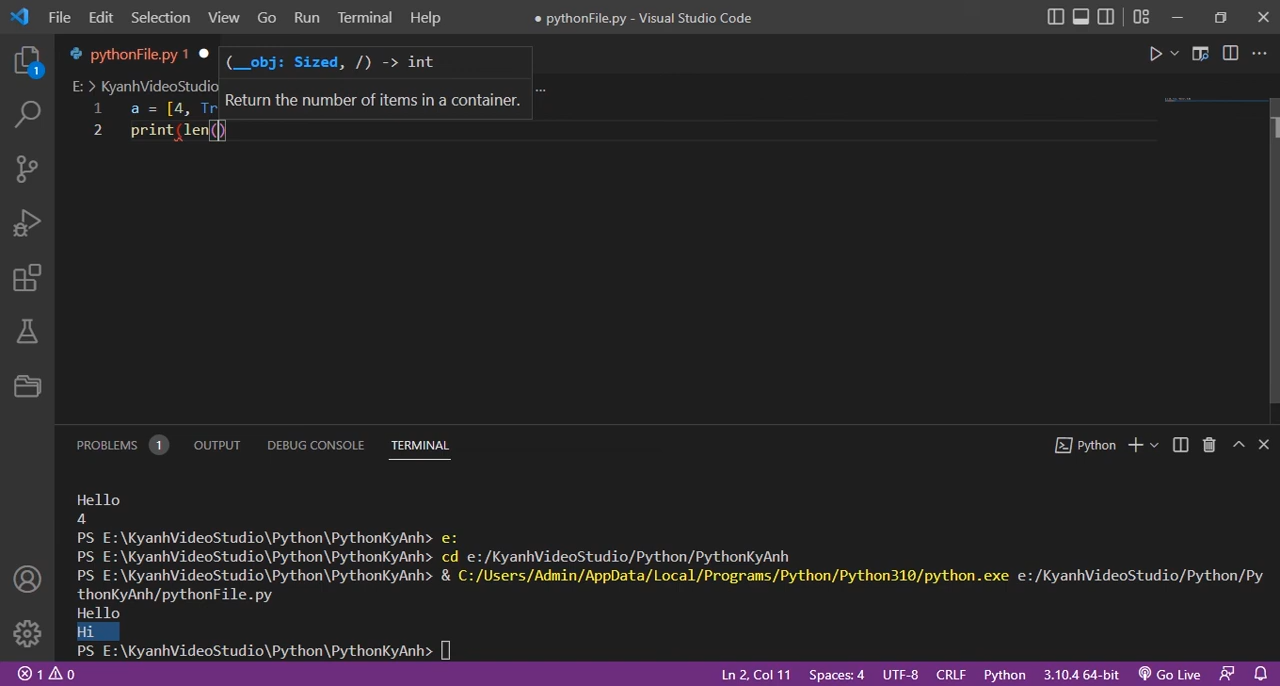 File Edit Selection View Go Run Terminal Help ● pythonFile.py - Visual Studio Code
1 pythonFile.py 1
(__obj: Sized, /) -> int
E: > KyanhVideoStudio ...
Return the number of items in a container.
1 a = [4, Tr
2 print(len()
PROBLEMS 1 OUTPUT DEBUG CONSOLE TERMINAL Python
Hello
4
PS E:\KyanhVideoStudio\Python\PythonKyAnh> e:
PS E:\KyanhVideoStudio\Python\PythonKyAnh> cd e:/KyanhVideoStudio/Python/PythonKyAnh
PS E:\KyanhVideoStudio\Python\PythonKyAnh> & C:/Users/Admin/AppData/Local/Programs/Python/Python310/python.exe e:/KyanhVideoStudio/Python/Py
thonKyAnh/pythonFile.py
Hello
Hi
PS E:\KyanhVideoStudio\Python\PythonKyAnh>
1 0 Ln 2, Col 11 Spaces: 4 UTF-8 CRLF Python 3.10.4 64-bit Go Live